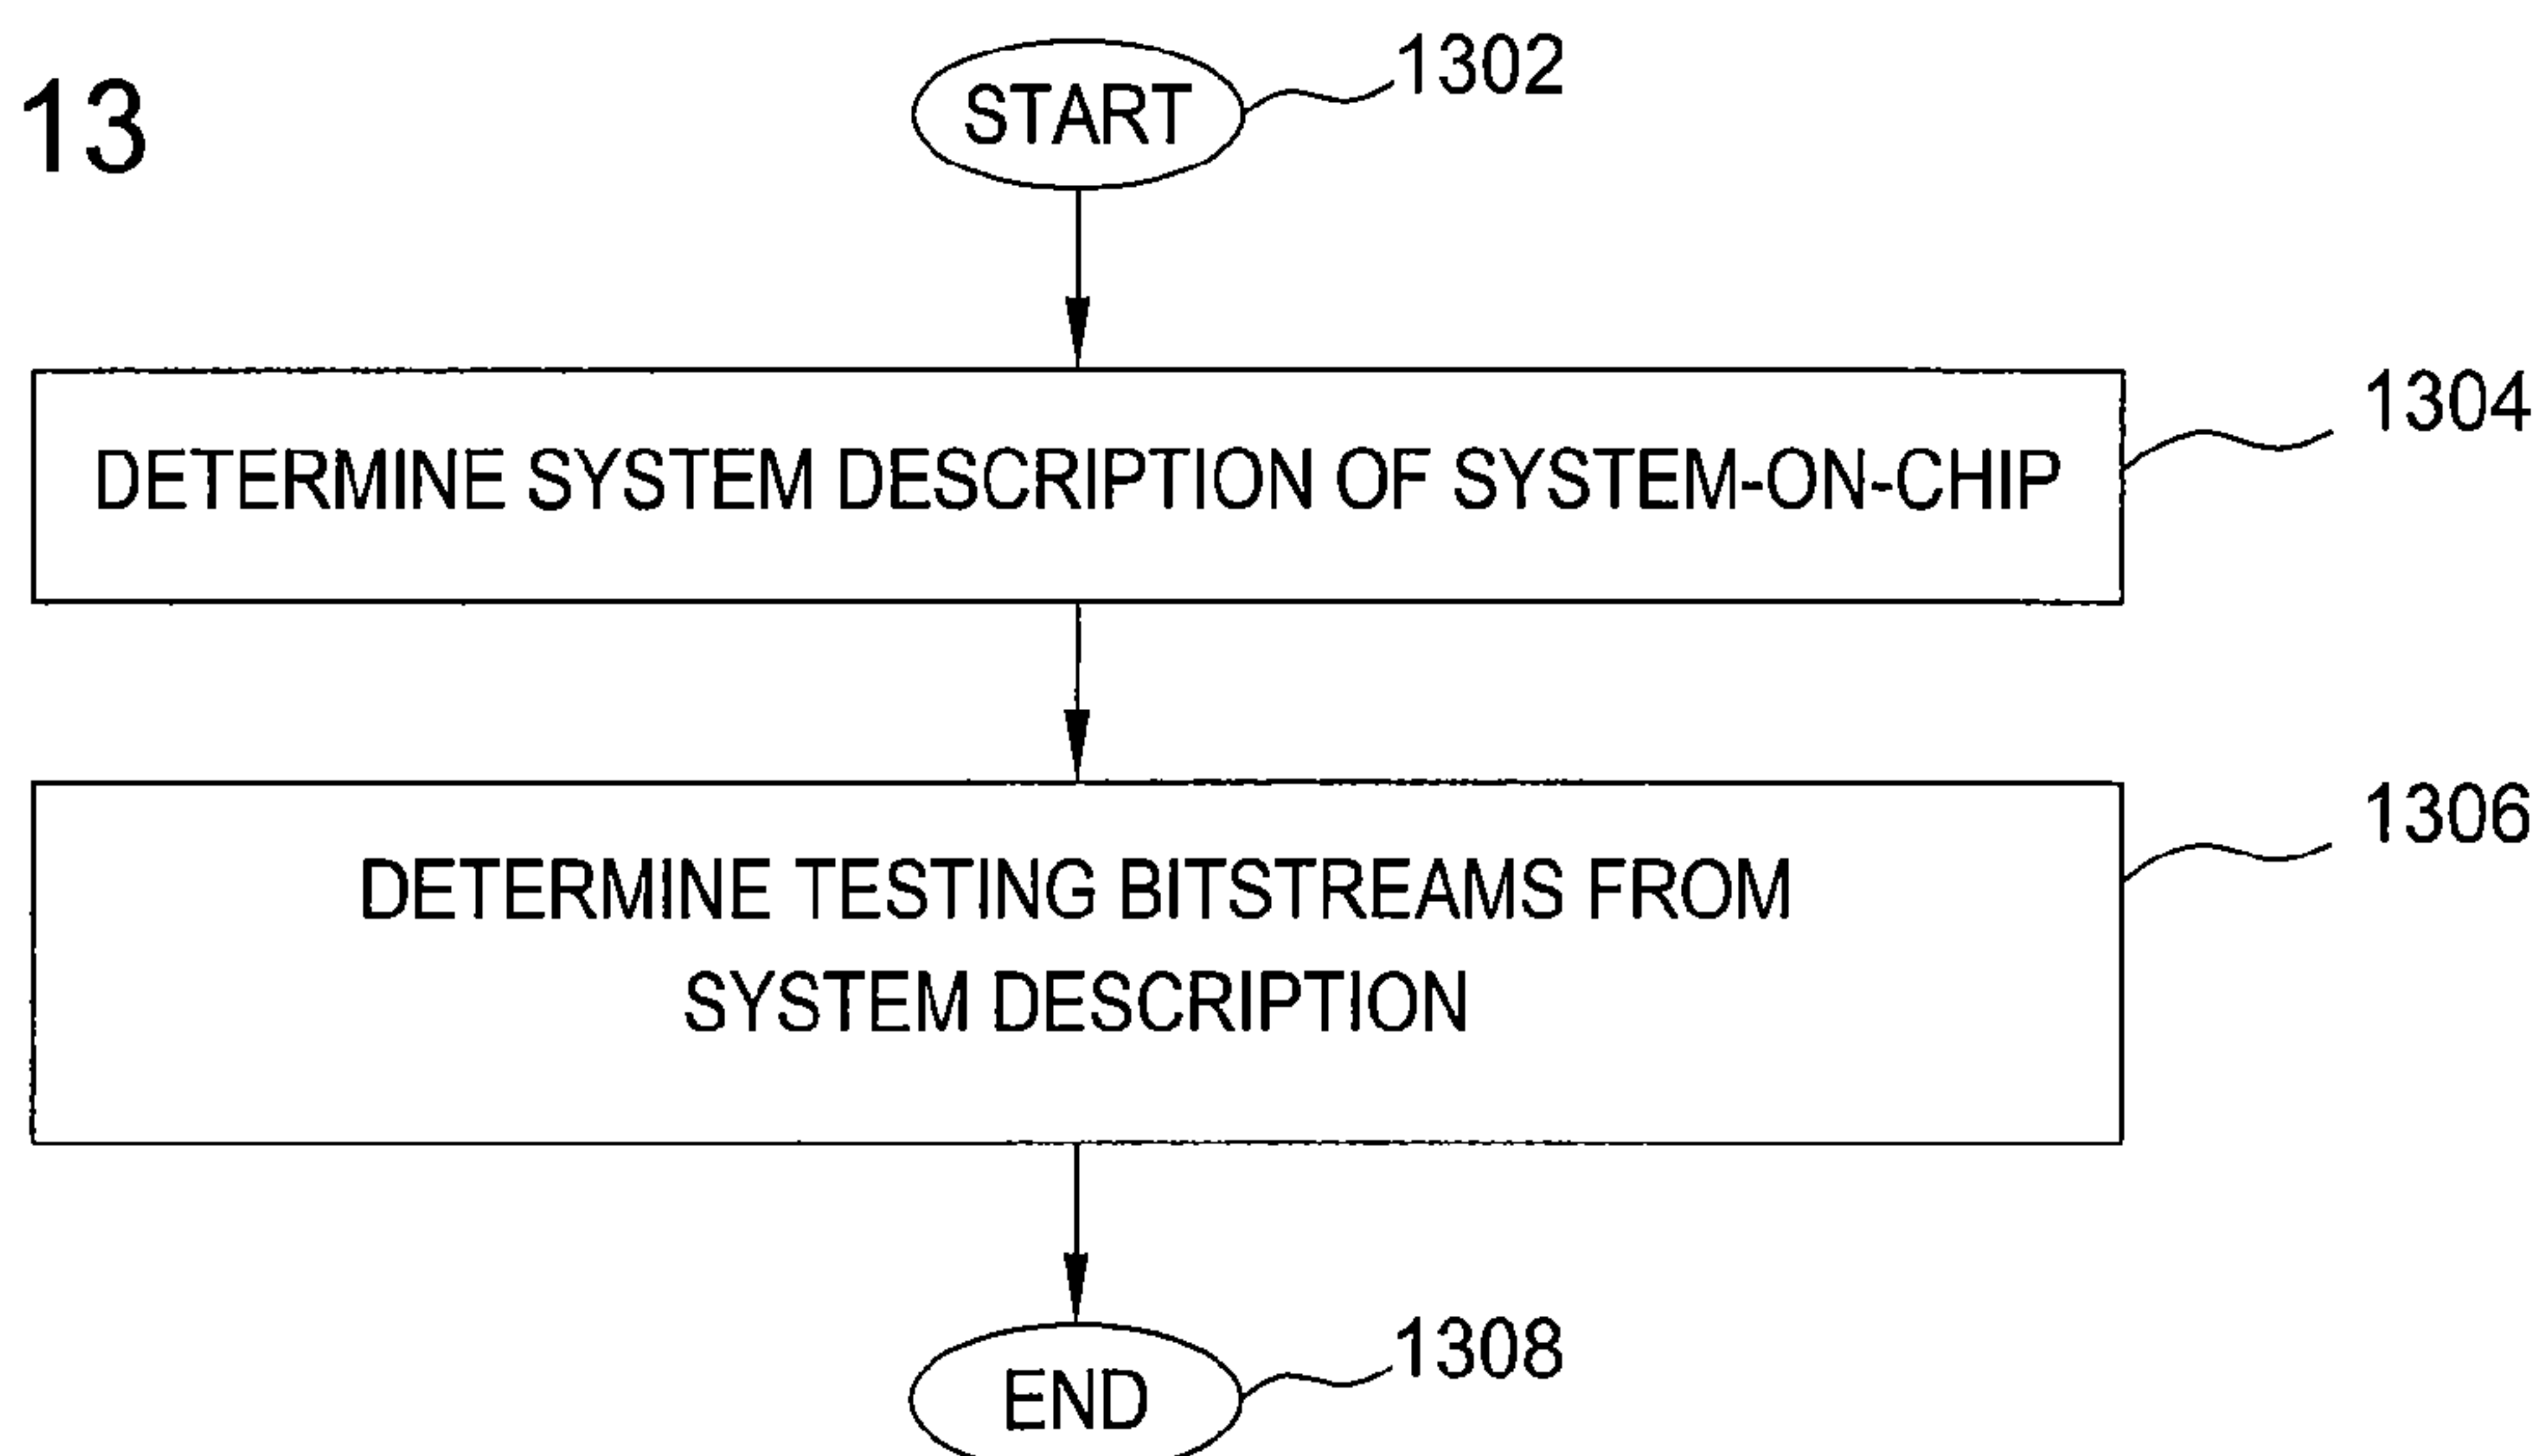 13
START
1302
DETERMINE SYSTEM DESCRIPTION OF SYSTEM-ON-CHIP
1304
DETERMINE TESTING BITSTREAMS FROM
SYSTEM DESCRIPTION
1306
END
1308